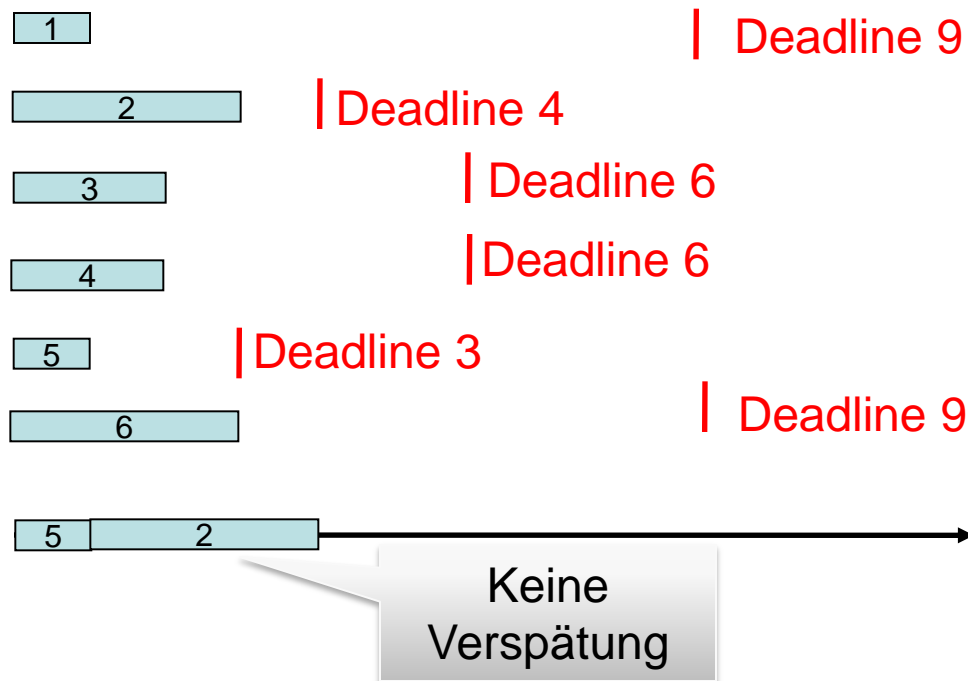 1
Deadline 9
2
Deadline 4
3
Deadline 6
4
Deadline 6
5
Deadline 3
6
Deadline 9
5
2
Keine
Verspätung